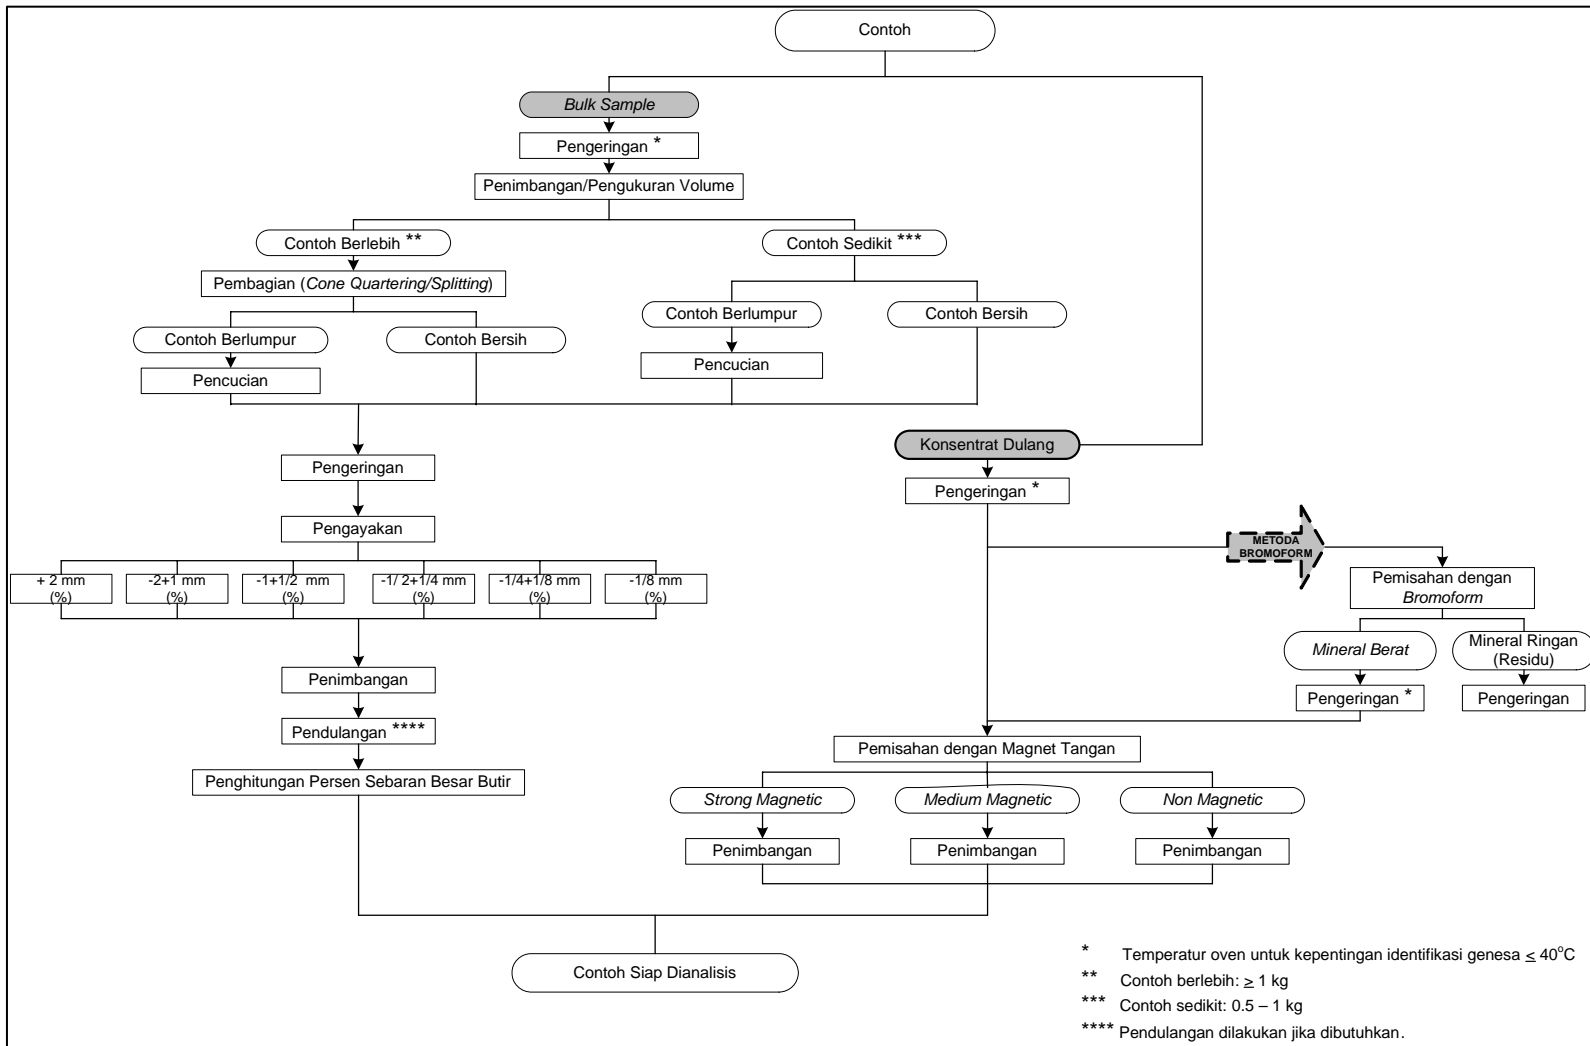 Contoh
Bulk Sample
Pengeringan *
Penimbangan/Pengukuran Volume
Contoh Berlebih **
Contoh Sedikit ***
Pembagian (Cone Quartering/Splitting)
Contoh Berlumpur
Contoh Bersih
Contoh Berlumpur
Contoh Bersih
Pencucian
Pencucian
Konsentrat Dulang
Pengeringan
Pengeringan *
Pengayakan
METODA
BROMOFORM
+ 2 mm
(%)
-2+1 mm
(%)
-1+1/2 mm
(%)
-1/ 2+1/4 mm
(%)
-1/4+1/8 mm
(%)
-1/8 mm
(%)
Pemisahan dengan
Bromoform
Mineral Berat
Mineral Ringan
(Residu)
Penimbangan
Pengeringan *
Pengeringan
Pendulangan ****
Pemisahan dengan Magnet Tangan
Penghitungan Persen Sebaran Besar Butir
Strong Magnetic
Medium Magnetic
Non Magnetic
Penimbangan
Penimbangan
Penimbangan
Contoh Siap Dianalisis
* Temperatur oven untuk kepentingan identifikasi genesa ≤ 40°C
** Contoh berlebih: ≥ 1 kg
*** Contoh sedikit: 0.5 – 1 kg
**** Pendulangan dilakukan jika dibutuhkan.